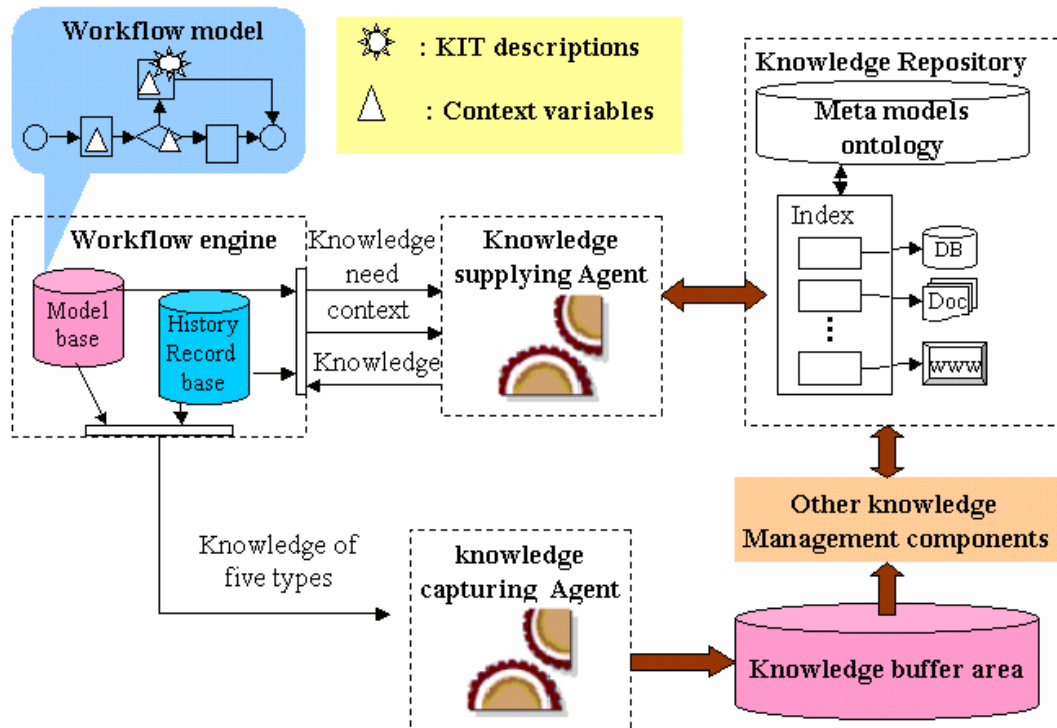 Workflow model
: KIT descriptions
: Context variables
Knowledge Repository
Meta models
ontology
Index
DB
Doc
www
Workflow engine
Model
base
History
Record
base
Knowledge
need
context
Knowledge
Knowledge
supplying Agent
Other knowledge
Management components
Knowledge of
five types
knowledge
capturing Agent
Knowledge buffer area